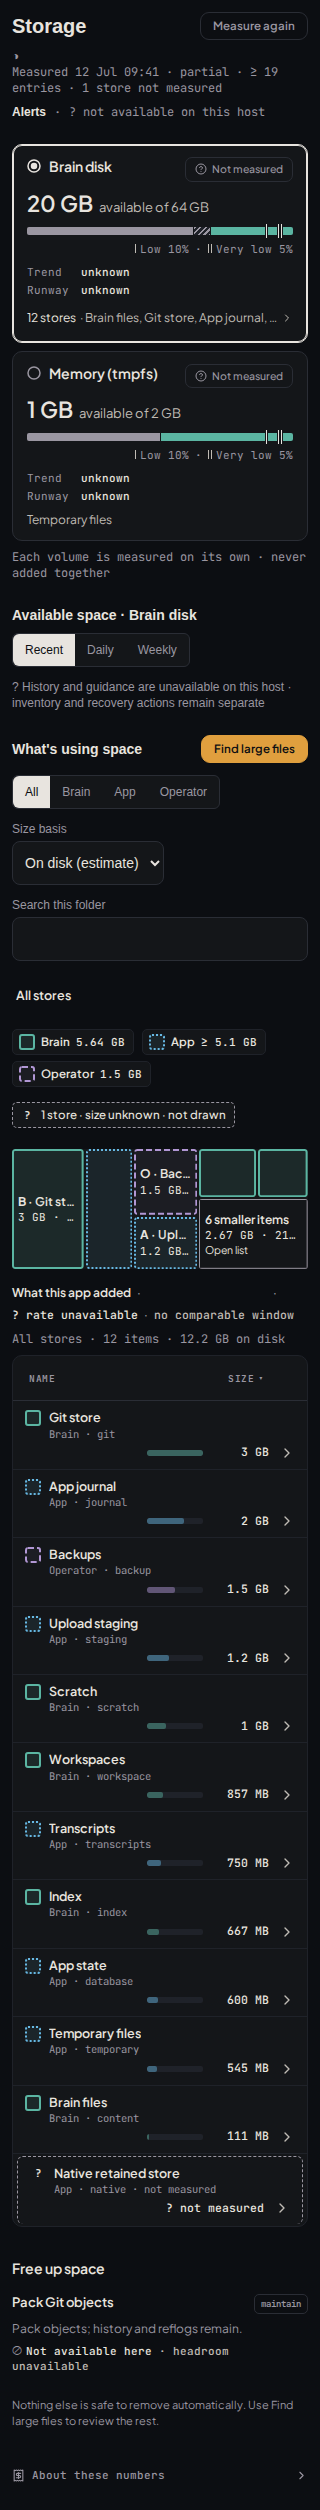 Storage
Measure again
Measured 12 Jul 09:41 · partial · ≥ 19
entries · 1 store not measured
Alerts · ? not available on this host
Brain disk
Not measured
20 GB available of 64 GB
Low 10% · Very low 5%
Trend unknown
Runway unknown
12 stores · Brain files, Git store, App journal, …
Memory (tmpfs)
Not measured
1 GB available of 2 GB
Low 10% · Very low 5%
Trend unknown
Runway unknown
Temporary files
Each volume is measured on its own · never
added together
Available space · Brain disk
Recent Daily Weekly
? History and guidance are unavailable on this host ·
inventory and recovery actions remain separate
What's using space
Find large files
All Brain App Operator
Size basis
On disk (estimate)
Search this folder
All stores
Brain 5.64 GB
App ≥ 5.1 GB
Operator 1.5 GB
? 1 store · size unknown · not drawn
B · Git st…
3 GB · …
O · Bac…
1.5 GB…
A · Upl…
1.2 GB…
6 smaller items
2.67 GB · 21…
Open list
What this app added · ·
? rate unavailable · no comparable window
All stores · 12 items · 12.2 GB on disk
NAME SIZE
Git store
Brain · git
3 GB
App journal
App · journal
2 GB
Backups
Operator · backup
1.5 GB
Upload staging
App · staging
1.2 GB
Scratch
Brain · scratch
1 GB
Workspaces
Brain · workspace
857 MB
Transcripts
App · transcripts
750 MB
Index
Brain · index
667 MB
App state
App · database
600 MB
Temporary files
App · temporary
545 MB
Brain files
Brain · content
111 MB
? Native retained store
App · native · not measured
? not measured
Free up space
Pack Git objects
maintain
Pack objects; history and reflogs remain.
Not available here · headroom
unavailable
Nothing else is safe to remove automatically. Use Find
large files to review the rest.
About these numbers